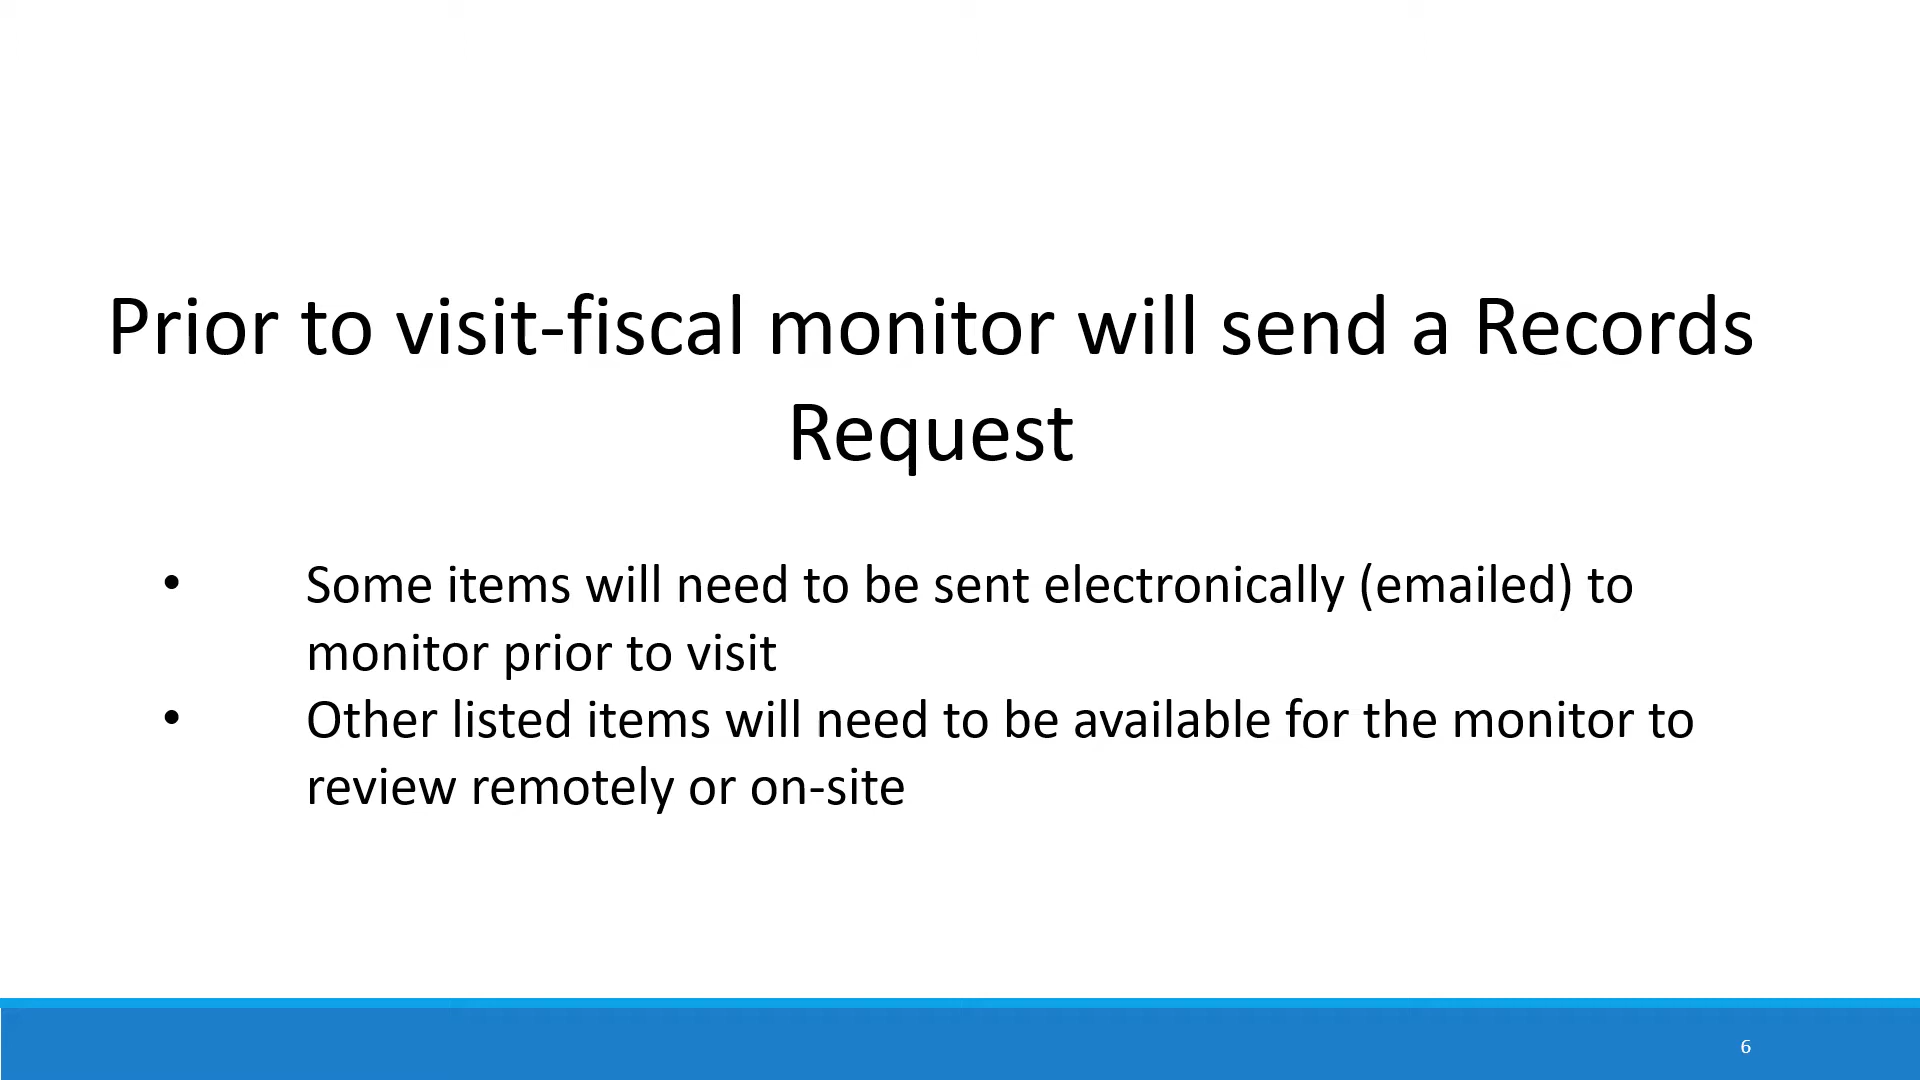 Prior to visit-fiscal monitor will send a Records
Request
• Some items will need to be sent electronically (emailed) to
monitor prior to visit
• Other listed items will need to be available for the monitor to
review remotely or on-site
6